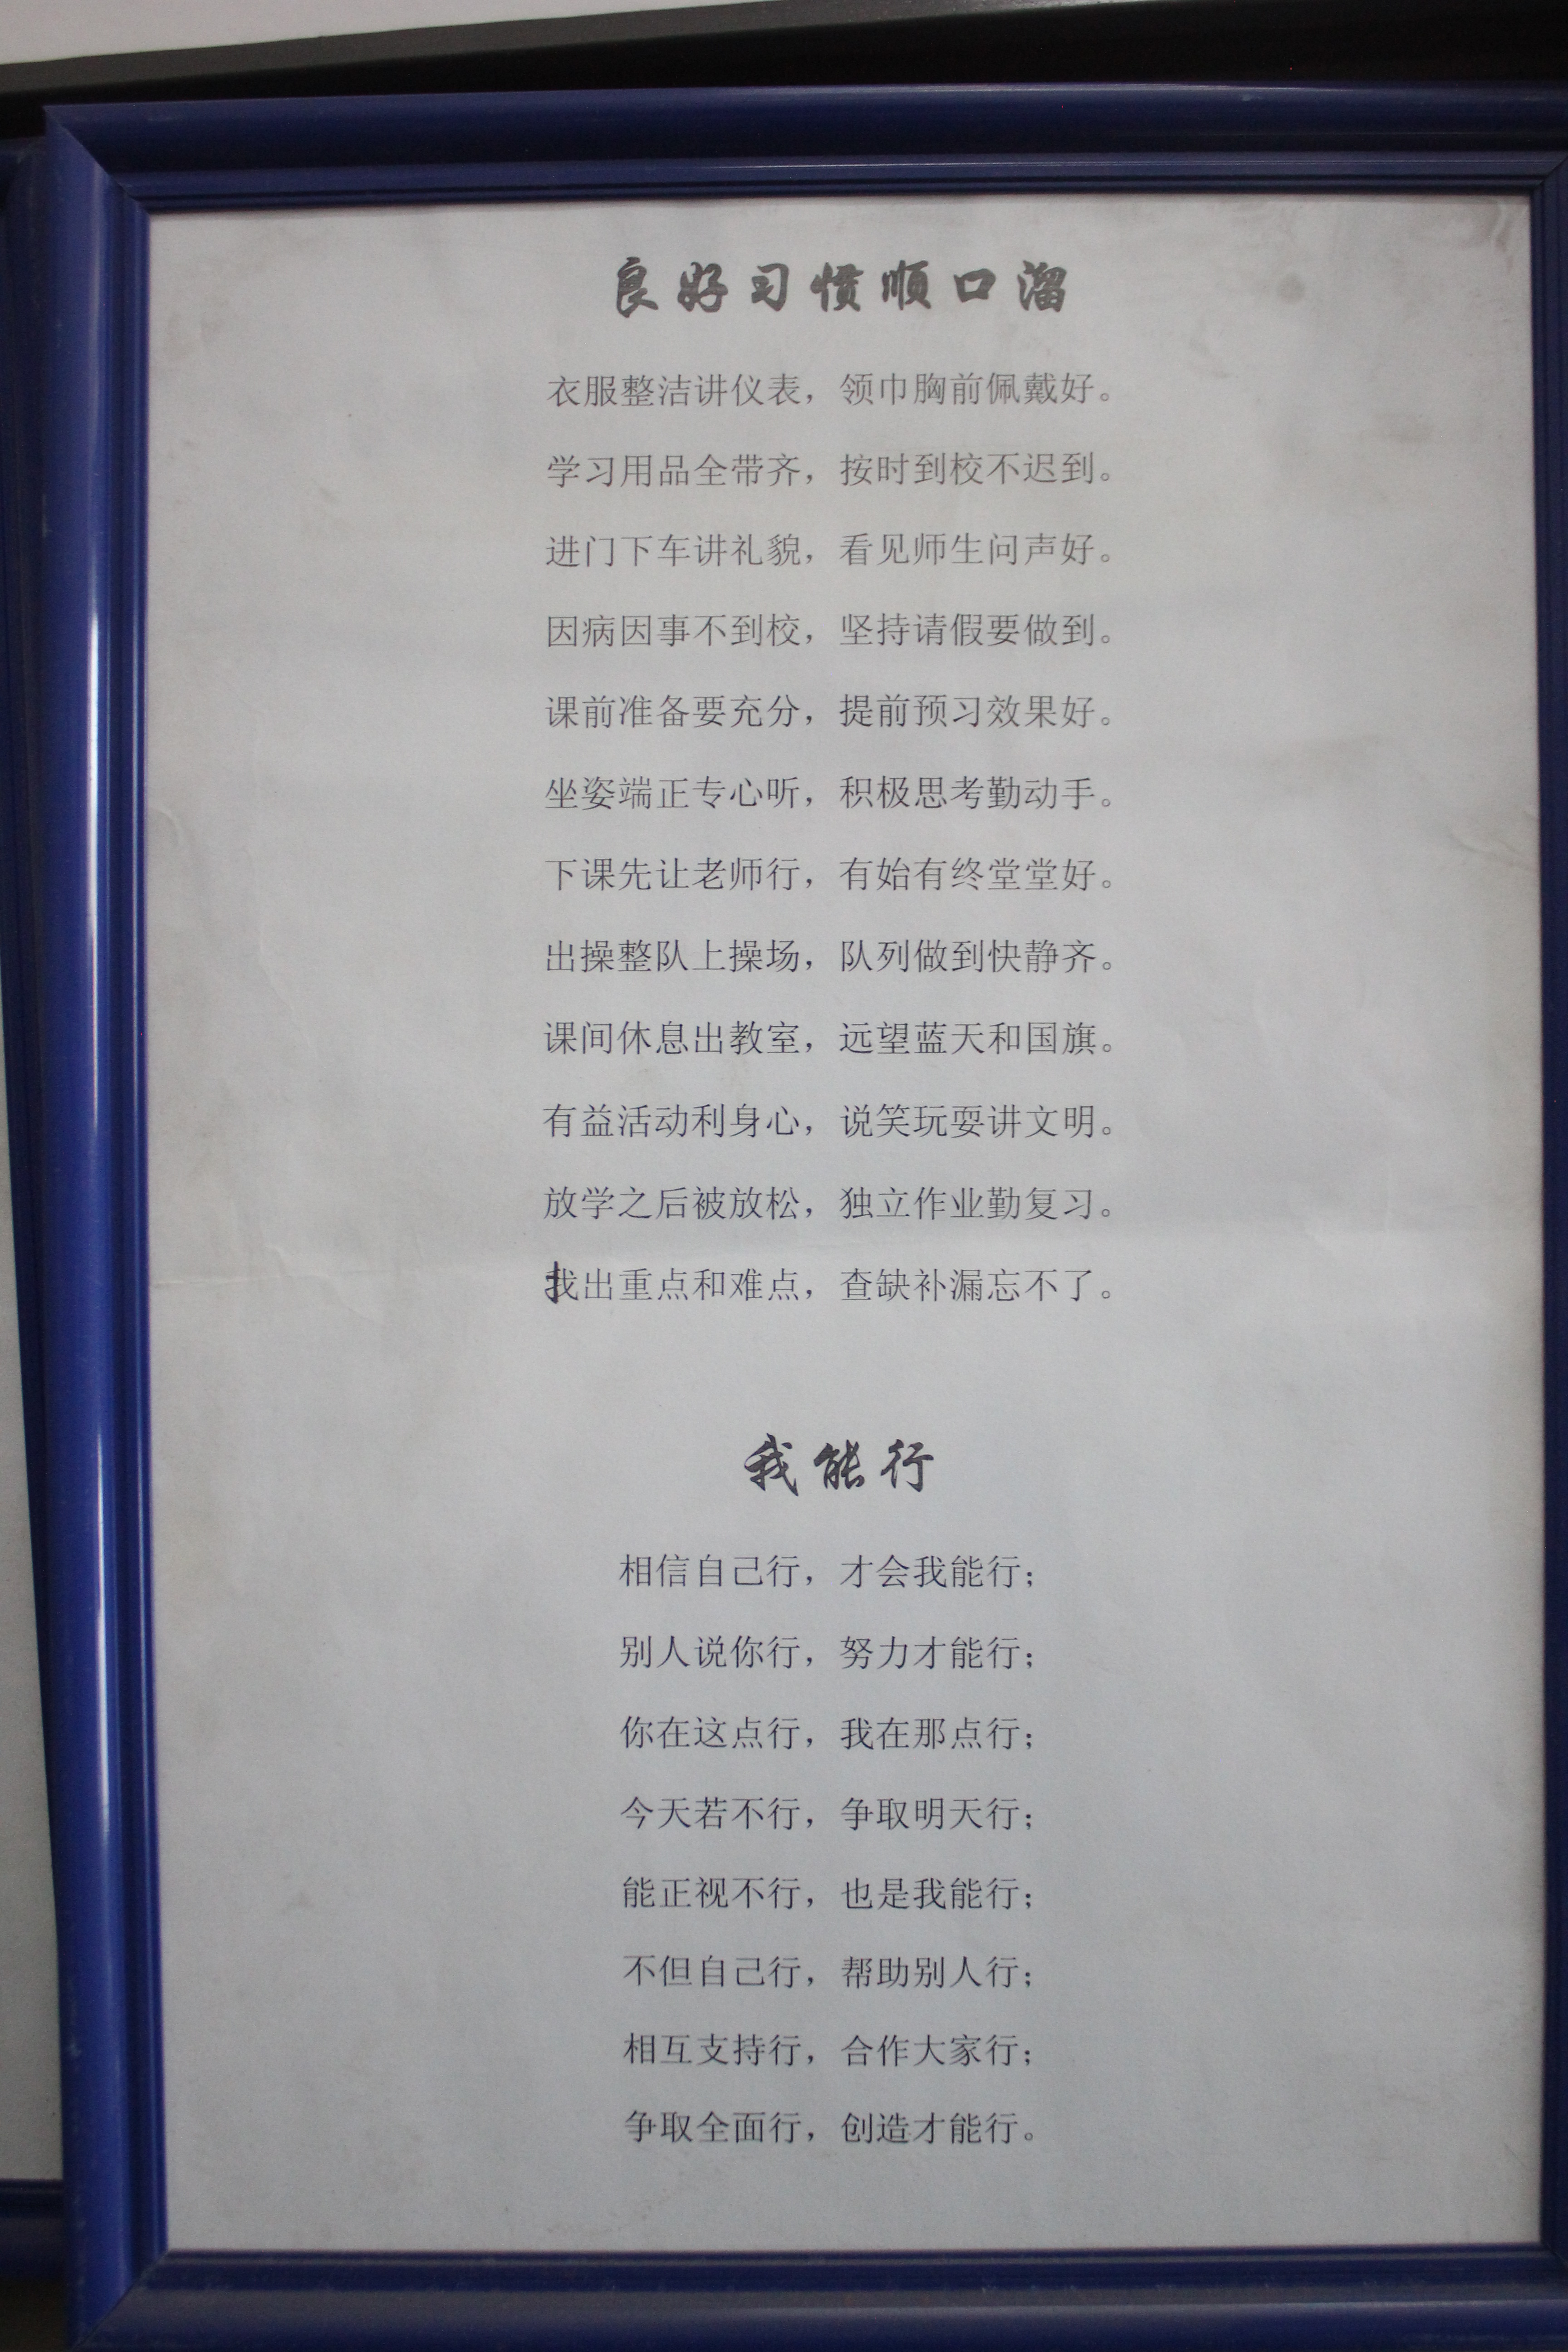 良好习惯顺口溜
衣服整洁讲仪表，领巾胸前佩戴好。
学习用品全带齐，按时到校不迟到。
进门下车讲礼貌，看见师生问声好。
因病因事不到校，坚持请假要做到。
课前准备要充分，提前预习效果好。
坐姿端正专心听，积极思考勤动手。
下课先让老师行，有始有终堂堂好。
出操整队上操场，队列做到快静齐。
课间休息出教室，远望蓝天和国旗。
有益活动利身心，说笑玩耍讲文明。
放学之后被放松，独立作业勤复习。
找出重点和难点，查缺补漏忘不了。
我能行
相信自己行，才会我能行；
别人说你行，努力才能行；
你在这点行，我在那点行；
今天若不行，争取明天行；
能正视不行，也是我能行；
不但自己行，帮助别人行；
相互支持行，合作大家行；
争取全面行，创造才能行。